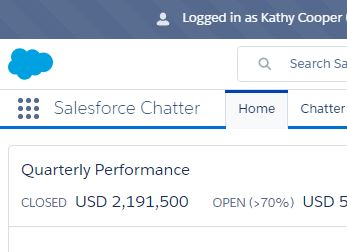 Logged in as Kathy Cooper (
Search Sa
Salesforce Chatter Home Chatter
Quarterly Performance
CLOSED USD 2,191,500 OPEN (>70%) USD 5